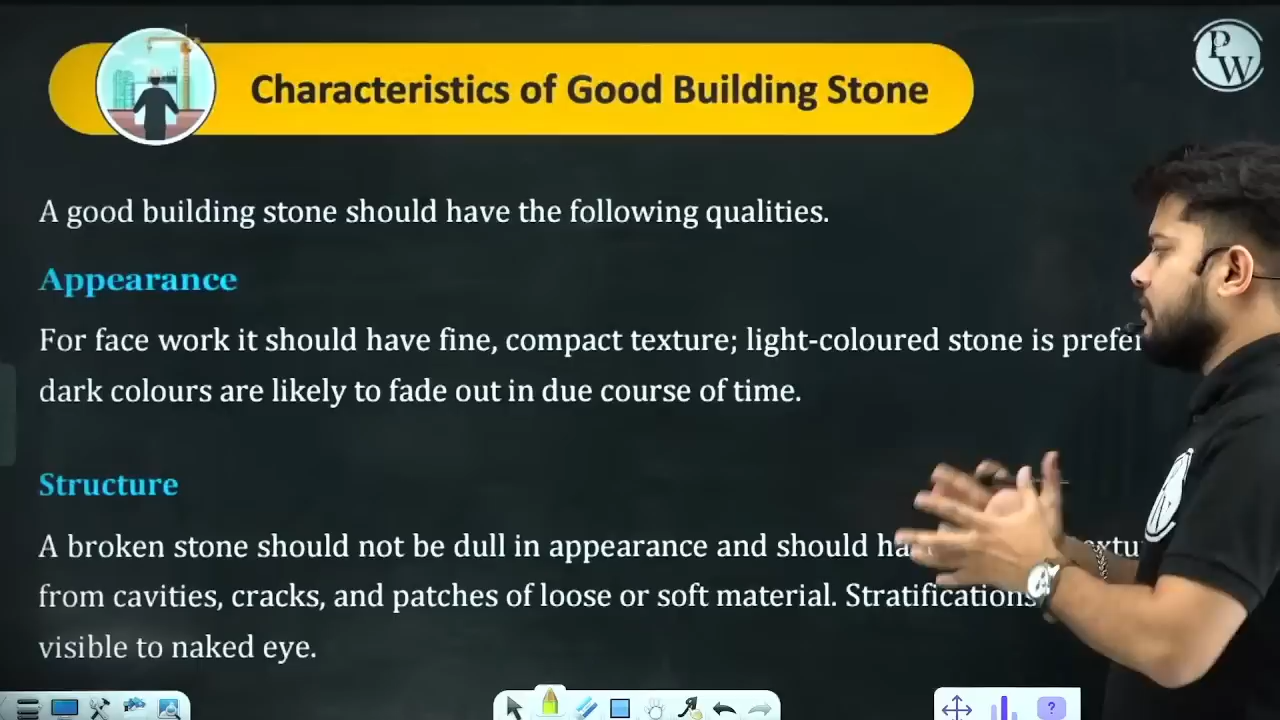 Characteristics of Good Building Stone
PW
A good building stone should have the following qualities.
Appearance
For face work it should have fine, compact texture; light-coloured stone is
dark colours are likely to fade out in due course of time.
Structure
A broken stone should not be dull in appearance and should
from cavities, cracks, and patches of loose or soft material. Stratifications
visible to naked eye.
?